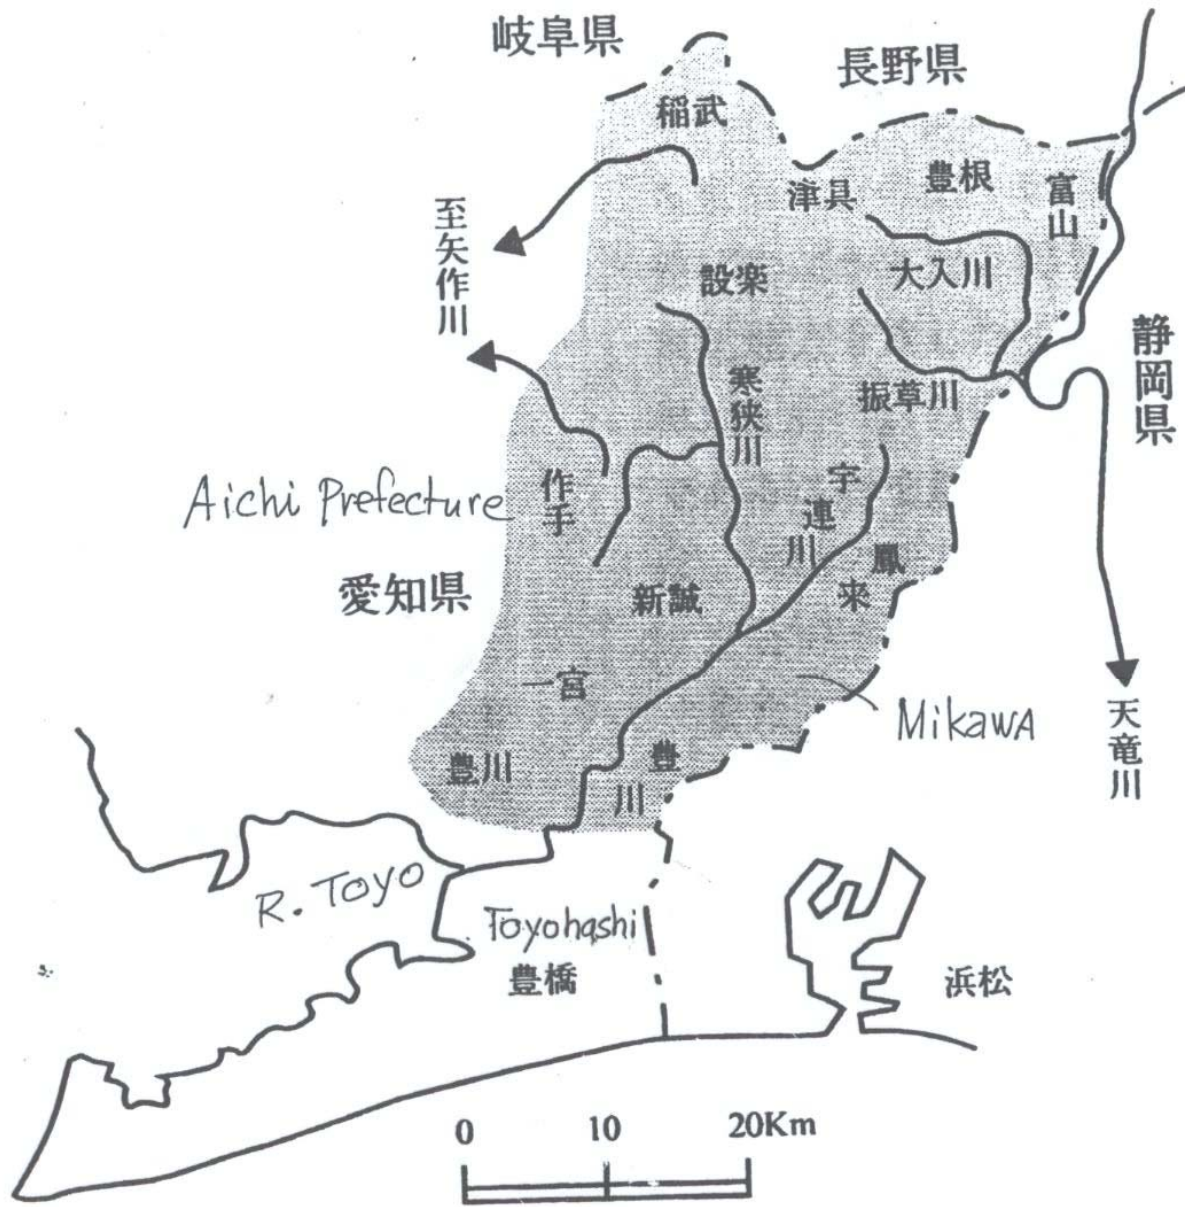 岐阜県
長野県
稲武
豊根
富山
津具
至矢作川
大入川
設楽
静岡県
寒狭川
振草川
Aichi Prefecture
作手
宇連川
鳳来
愛知県
新誠
一宮
Mikawa
天竜川
豊川
豊川
R. Toyo
Toyohashi
豊橋
浜松
0 10 20Km